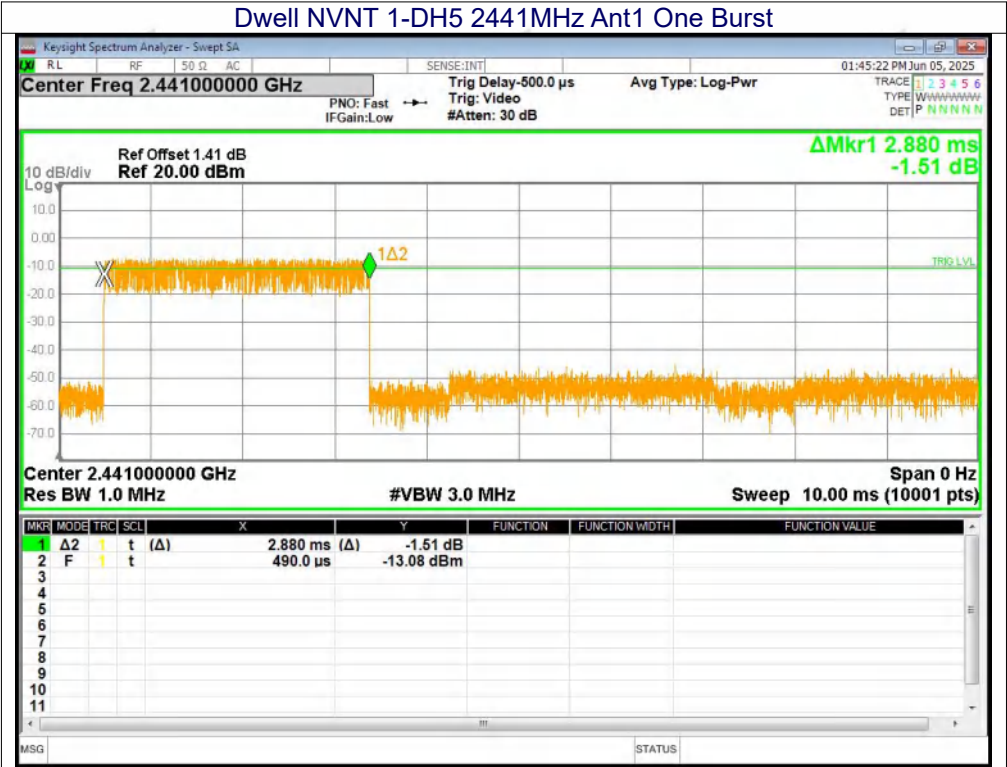 Dwell NVNT 1-DH5 2441MHz Ant1 One Burst
Keysight Spectrum Analyzer - Swept SA
LXI RL RF 50 Ω AC SENSE:INT 01:45:22 PM Jun 05, 2025
Center Freq 2.441000000 GHz Trig Delay-500.0 µs Avg Type: Log-Pwr TRACE 1 2 3 4 5 6
PNO: Fast Trig: Video TYPE WWWWWW
IFGain:Low #Atten: 30 dB DET P N N N N N
ΔMkr1 2.880 ms
-1.51 dB
Ref Offset 1.41 dB
10 dB/div Ref 20.00 dBm
Log
10.0
0.00
1Δ2
-10.0
TRIG LVL
-20.0
-30.0
-40.0
-50.0
-60.0
-70.0
Center 2.441000000 GHz Span 0 Hz
Res BW 1.0 MHz #VBW 3.0 MHz Sweep 10.00 ms (10001 pts)
MKR MODE TRC SCL X Y FUNCTION FUNCTION WIDTH FUNCTION VALUE
1 Δ2 1 t (Δ) 2.880 ms (Δ) -1.51 dB
2 F 1 t 490.0 µs -13.08 dBm
3
4
5
6
7
8
9
10
11
MSG STATUS